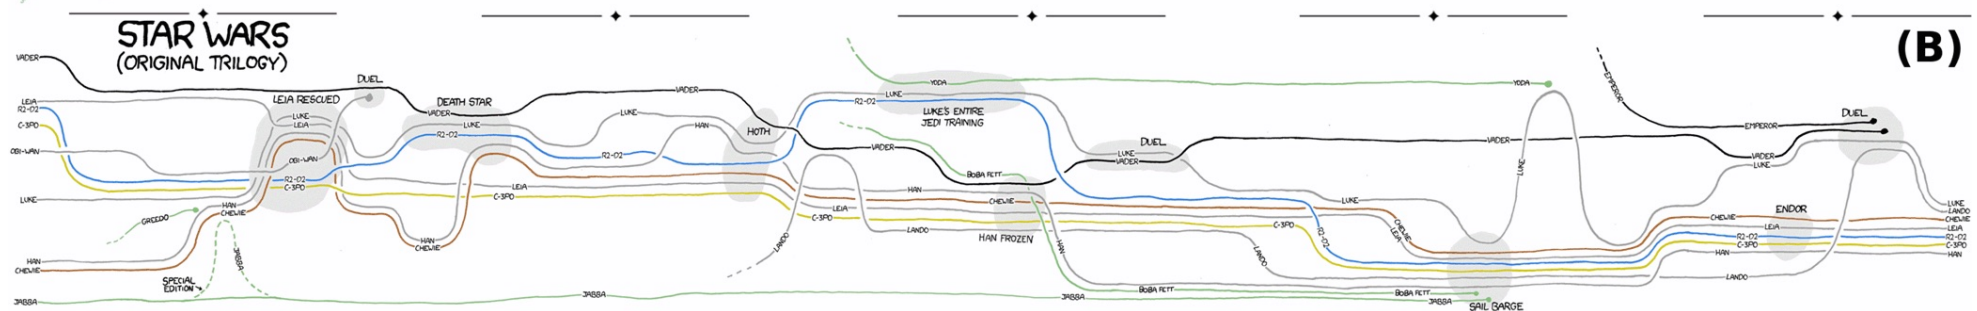 STAR WARS
(ORIGINAL TRILOGY)
(B)
VADER
LEIA
R2-D2
C-3PO
OBI-WAN
LUKE
HAN
CHEWIE
JABBA
GREEDO
SPECIAL
EDITION
JABBA
HAN
CHEWIE
LEIA RESCUED
LUKE
LEIA
OBI-WAN
R2-D2
C-3PO
DUEL
DEATH STAR
VADER
LUKE
R2-D2
HAN
CHEWIE
LEIA
C-3PO
LUKE
R2-D2
JABBA
VADER
HAN
HOTH
LANDO
R2-D2
LUKE
YODA
LUKE'S ENTIRE
JEDI TRAINING
VADER
LEIA
C-3PO
HAN
LANDO
BOBA FETT
CHEWIE
HAN FROZEN
HAN
JABBA
DUEL
LUKE
VADER
BOBA FETT
LANDO
C-3PO
R2-D2
LUKE
CHEWIE
LEIA
BOBA FETT
JABBA
SAIL BARGE
VADER
YODA
LUKE
EMPEROR
CHEWIE
LEIA
R2-D2
C-3PO
HAN
LANDO
ENDOR
EMPEROR
VADER
LUKE
DUEL
LUKE
LANDO
CHEWIE
LEIA
R2-D2
C-3PO
HAN